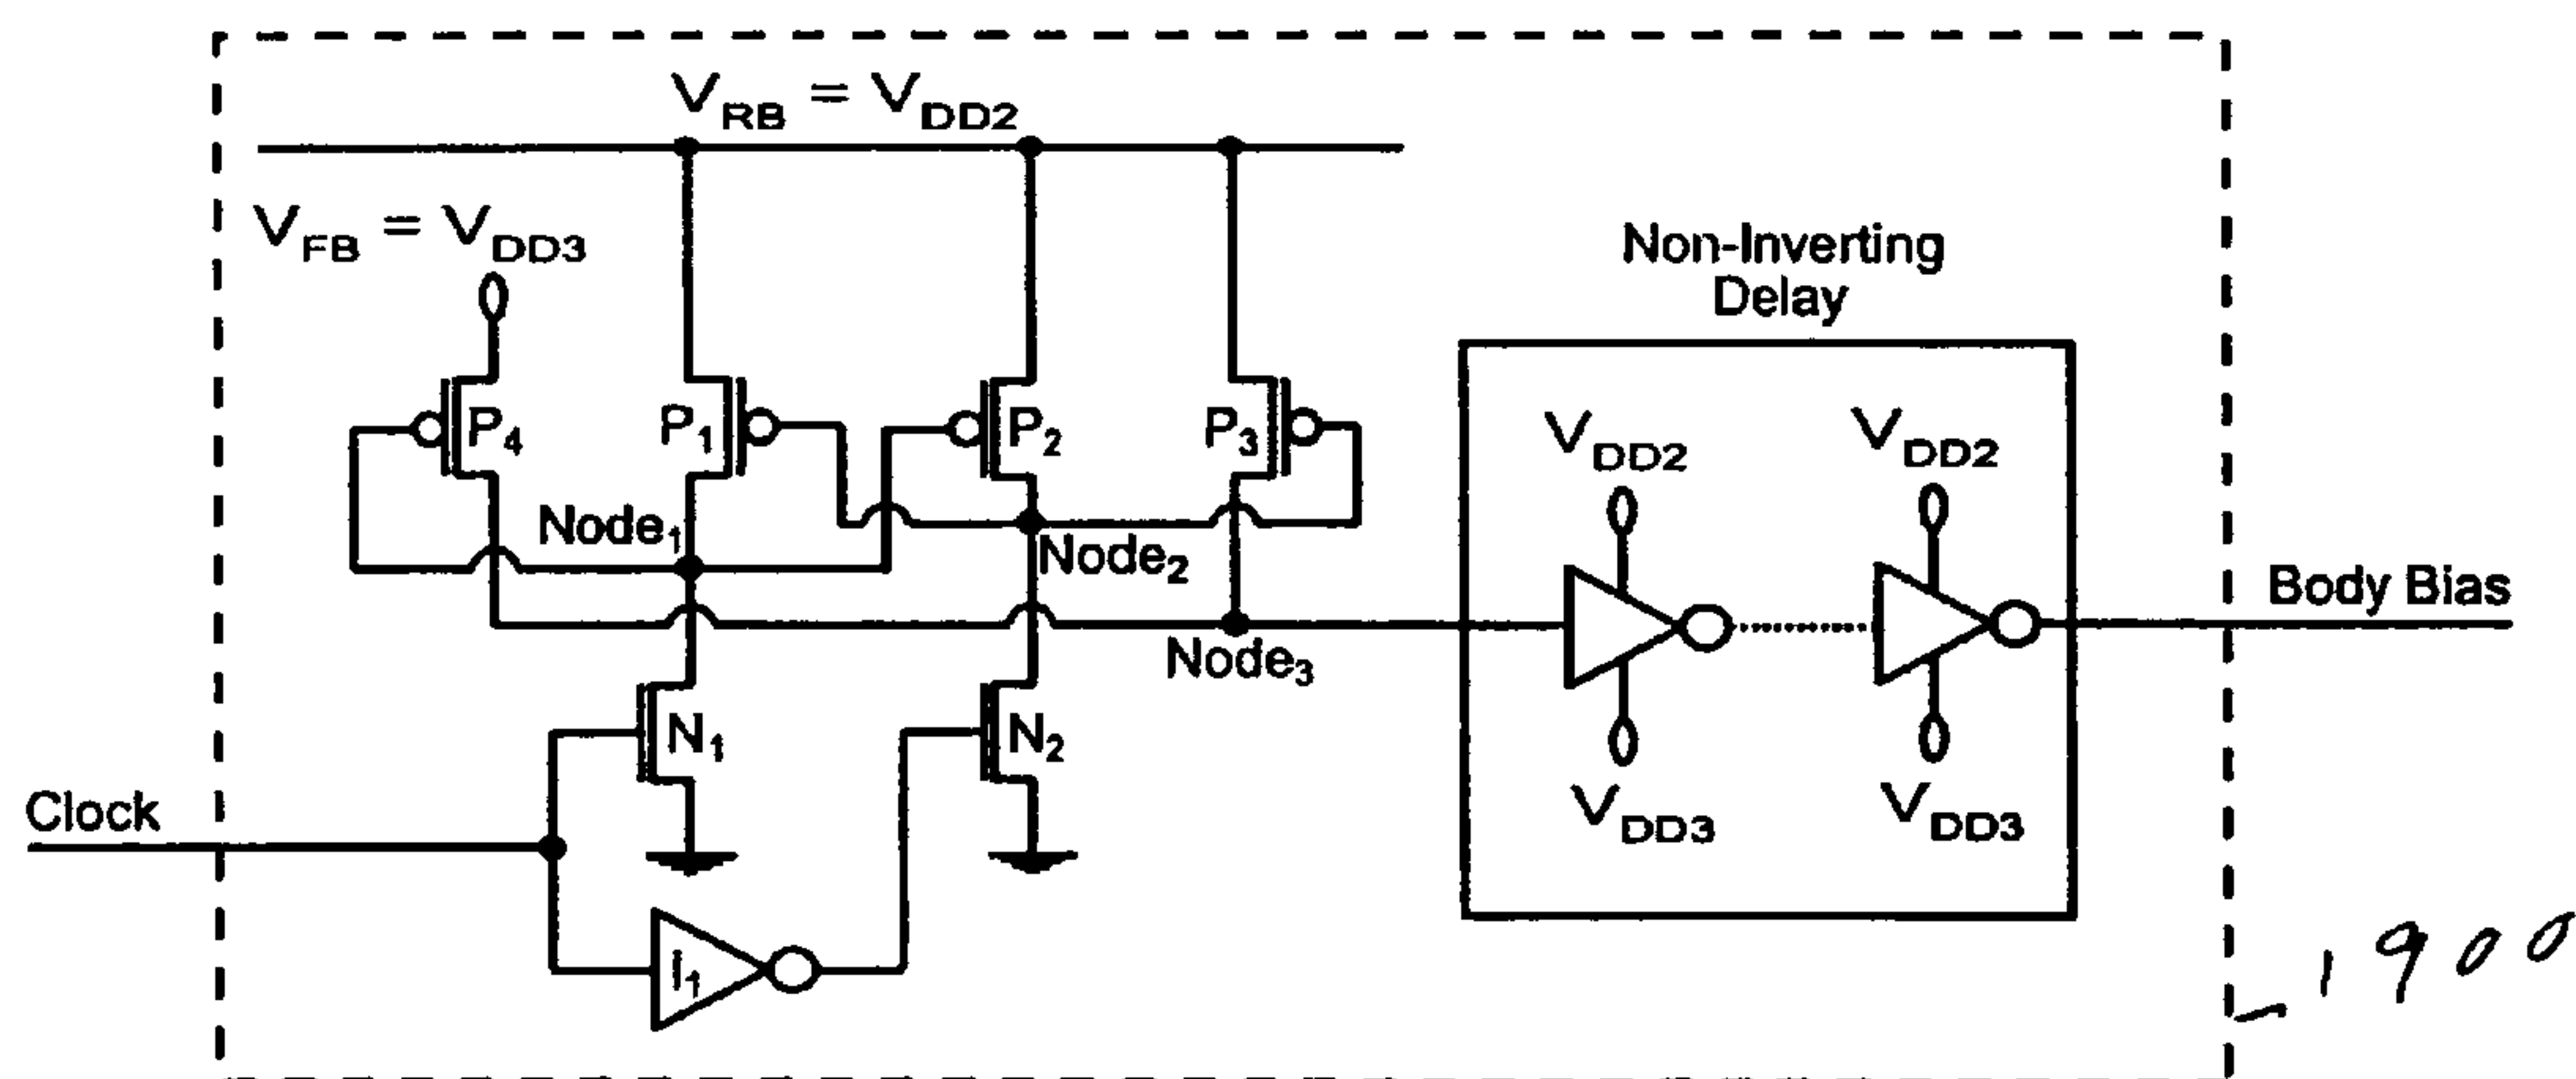 V_RB = V_DD2
V_FB = V_DD3
Non-Inverting
Delay
P4
P1
P2
P3
V_DD2
V_DD2
Node1
Node2
Node3
Body Bias
N1
N2
V_DD3
V_DD3
Clock
I1
1900